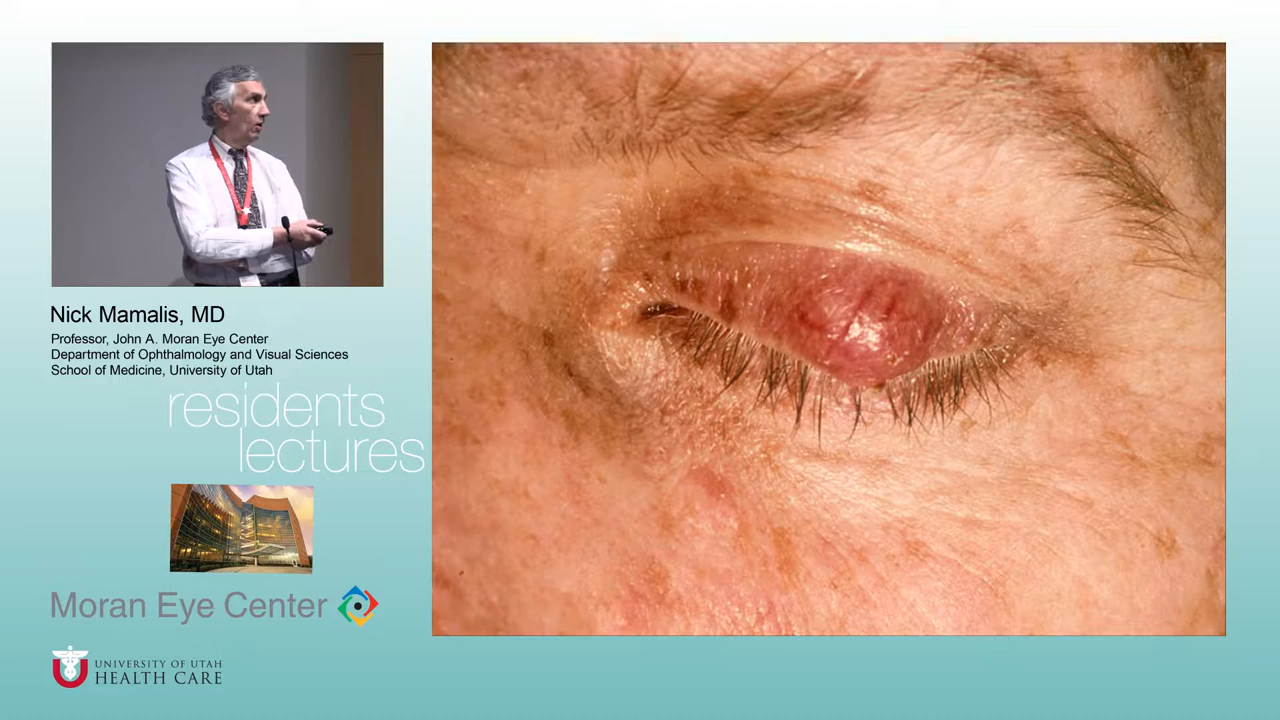 Nick Mamalis, MD
Professor, John A. Moran Eye Center
Department of Ophthalmology and Visual Sciences
School of Medicine, University of Utah
residents
lectures
Moran Eye Center
UNIVERSITY OF UTAH
HEALTH CARE